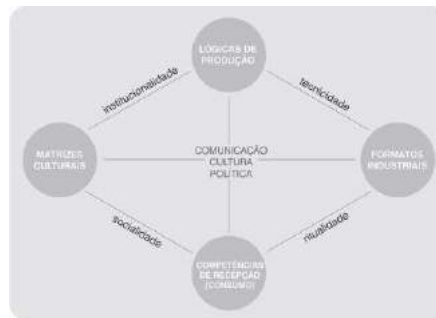 LÓGICAS DE
PRODUÇÃO
institucionalidade
tecnicidade
MATRIZES
CULTURAIS
COMUNICAÇÃO
CULTURA
POLÍTICA
FORMATOS
INDUSTRIAIS
socialidade
ritualidade
COMPETÊNCIAS
DE RECEPÇÃO
(CONSUMO)